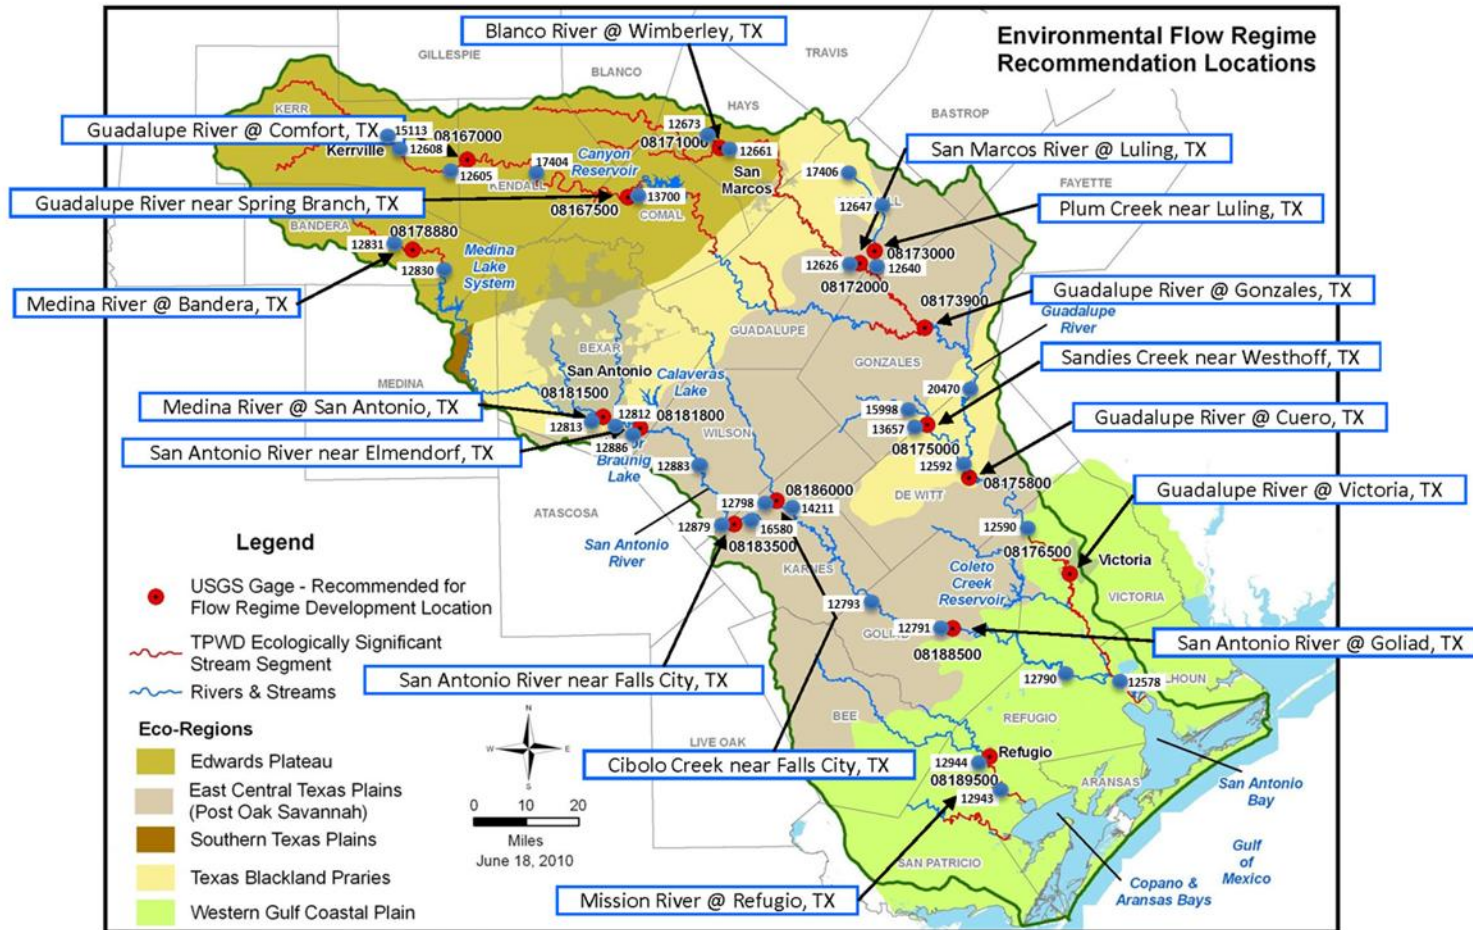 Environmental Flow Regime
Recommendation Locations
Blanco River @ Wimberley, TX
GILLESPIE
BLANCO
TRAVIS
HAYS
BASTROP
KERR
Guadalupe River @ Comfort, TX
15113
08167000
Kerrville
12608
12605
17404
KENDALL
Canyon
Reservoir
12673
08171000
12661
San
Marcos
17406
San Marcos River @ Luling, TX
FAYETTE
Guadalupe River near Spring Branch, TX
08167500
13700
COMAL
12647
Plum Creek near Luling, TX
BANDERA
08178880
12831
12830
Medina
Lake
System
Medina River @ Bandera, TX
12626
08173000
12640
08172000
08173900
Guadalupe River @ Gonzales, TX
Guadalupe
River
GUADALUPE
GONZALES
BEXAR
San Antonio
Calaveras
Lake
MEDINA
Sandies Creek near Westhoff, TX
20470
15998
13657
08175000
Medina River @ San Antonio, TX
08181500
12812
08181800
12813
12886
San Antonio River near Elmendorf, TX
or
Braunig
Lake
WILSON
Guadalupe River @ Cuero, TX
12592
08175800
DE WITT
12883
Guadalupe River @ Victoria, TX
12798
08186000
14211
12879
16580
08183500
ATASCOSA
San Antonio
River
KARNES
12590
08176500
Victoria
VICTORIA
Coleto
Creek
Reservoir
12793
GOLIAD
12791
08188500
San Antonio River @ Goliad, TX
San Antonio River near Falls City, TX
12790
12578
LHOUN
BEE
REFUGIO
LIVE OAK
Cibolo Creek near Falls City, TX
Refugio
12944
08189500
12943
ARANSAS
San Antonio
Bay
SAN PATRICIO
Gulf
of
Mexico
Copano &
Aransas Bays
Mission River @ Refugio, TX
Legend
USGS Gage - Recommended for
Flow Regime Development Location
TPWD Ecologically Significant
Stream Segment
Rivers & Streams
Eco-Regions
Edwards Plateau
East Central Texas Plains
(Post Oak Savannah)
Southern Texas Plains
Texas Blackland Praries
Western Gulf Coastal Plain
N
W
E
S
0 10 20
Miles
June 18, 2010